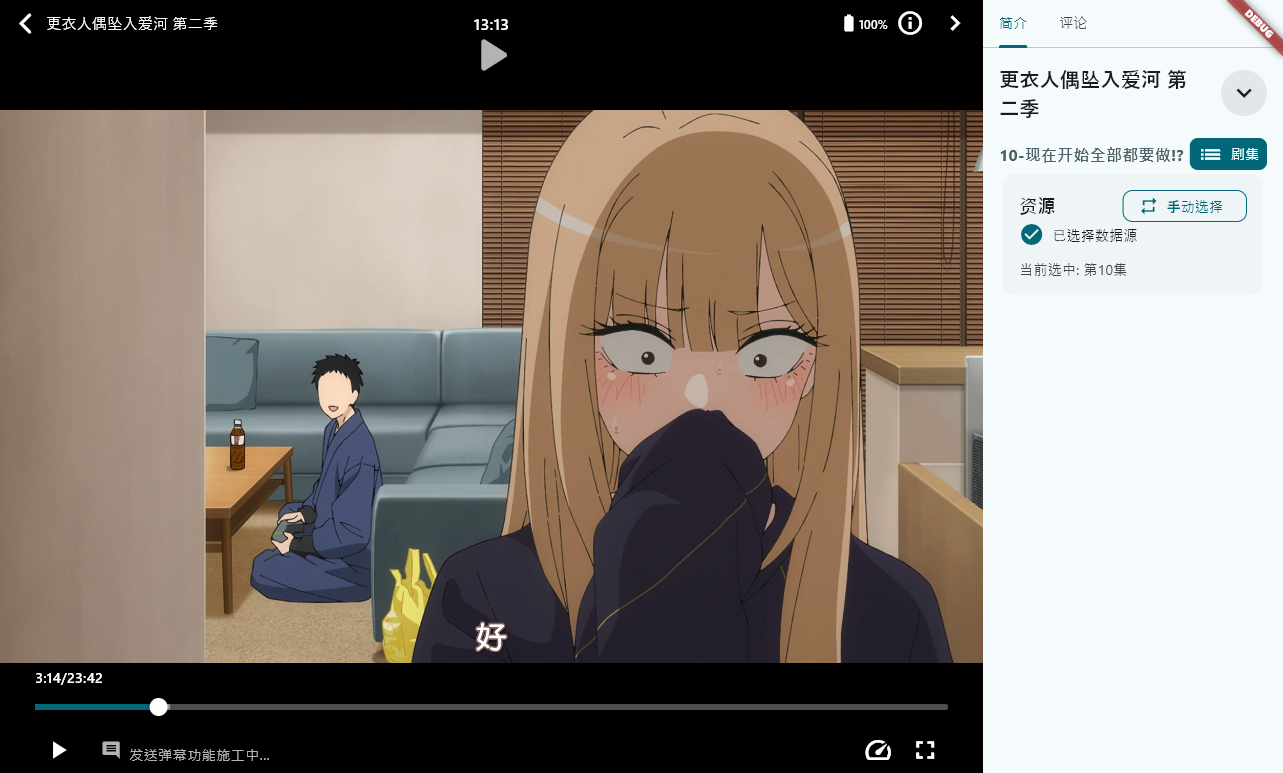 更衣人偶坠入爱河 第二季
13:13
100%
简介
评论
DEBUG
更衣人偶坠入爱河 第
二季
10-现在开始全部都要做!?
剧集
资源
手动选择
已选择数据源
当前选中: 第10集
好
3:14/23:42
发送弹幕功能施工中...